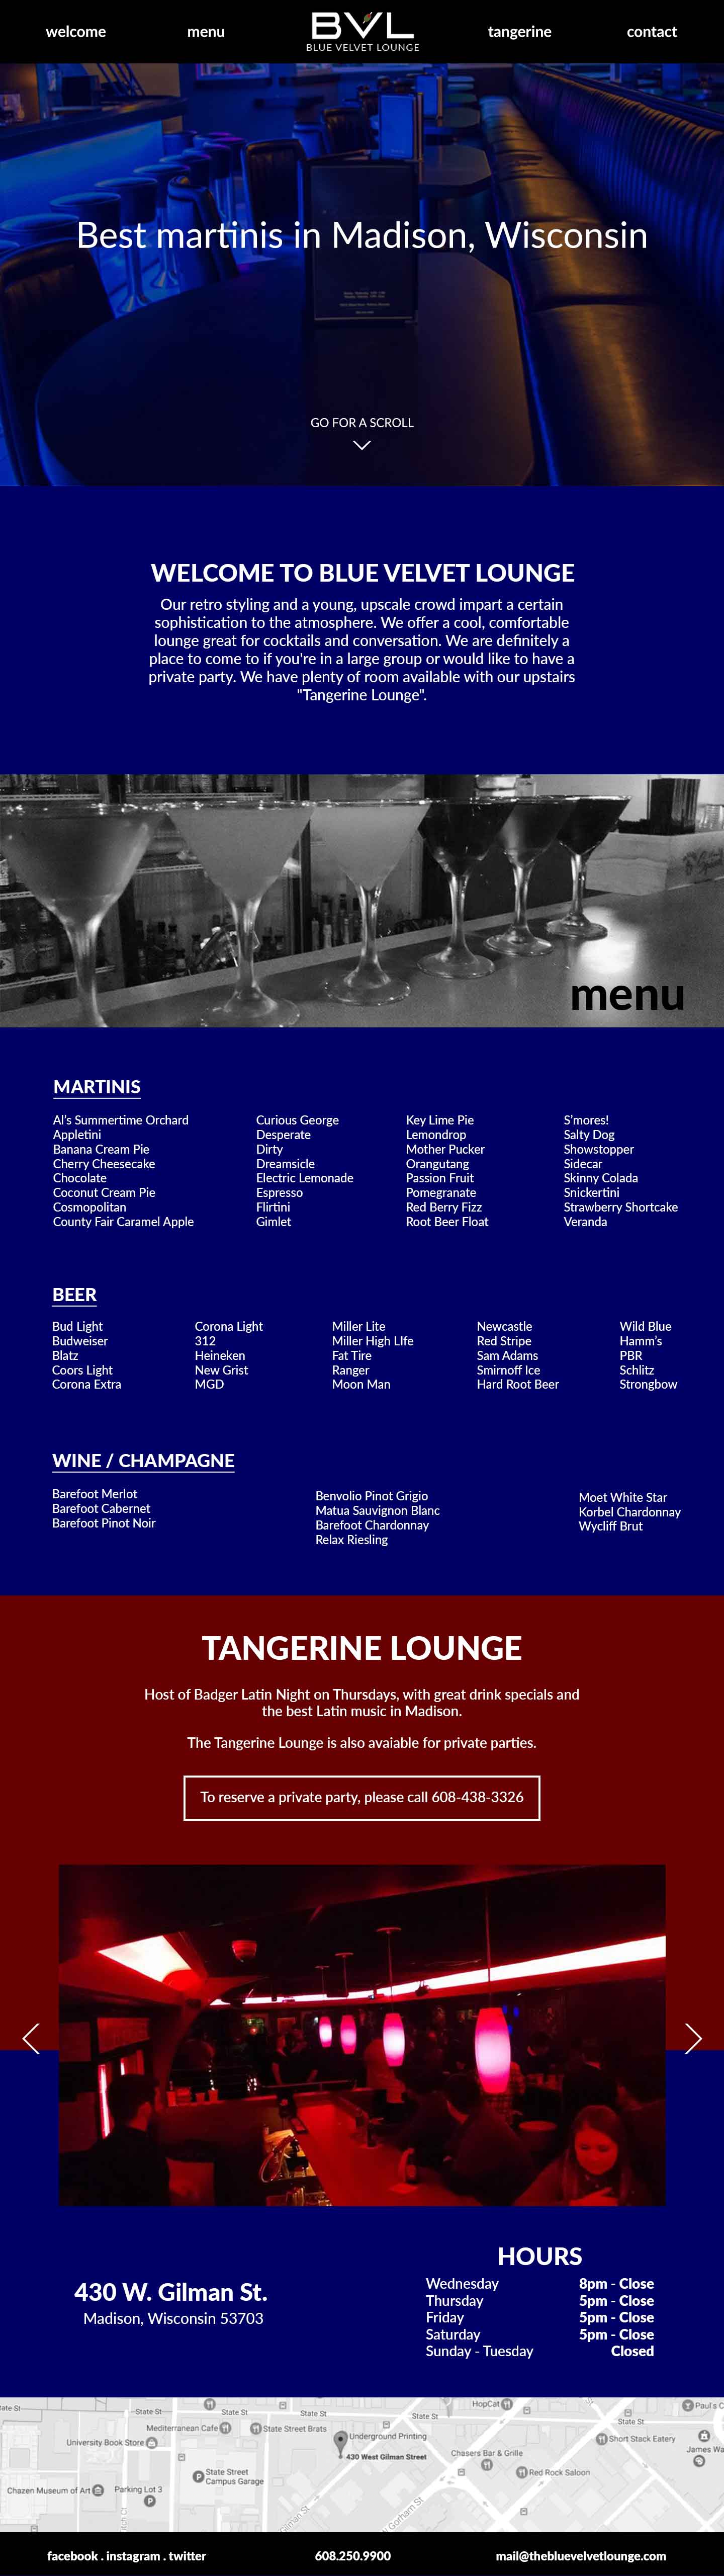 welcome
menu
BVL
BLUE VELVET LOUNGE
tangerine
contact
Best martinis in Madison, Wisconsin
GO FOR A SCROLL
WELCOME TO BLUE VELVET LOUNGE
Our retro styling and a young, upscale crowd impart a certain
sophistication to the atmosphere. We offer a cool, comfortable
lounge great for cocktails and conversation. We are definitely a
place to come to if you're in a large group or would like to have a
private party. We have plenty of room available with our upstairs
"Tangerine Lounge".
menu
MARTINIS
Al's Summertime Orchard
Appletini
Banana Cream Pie
Cherry Cheesecake
Chocolate
Coconut Cream Pie
Cosmopolitan
County Fair Caramel Apple
Curious George
Desperate
Dirty
Dreamsicle
Electric Lemonade
Espresso
Flirtini
Gimlet
Key Lime Pie
Lemondrop
Mother Pucker
Orangutang
Passion Fruit
Pomegranate
Red Berry Fizz
Root Beer Float
S'mores!
Salty Dog
Showstopper
Sidecar
Skinny Colada
Snickertini
Strawberry Shortcake
Veranda
BEER
Bud Light
Budweiser
Blatz
Coors Light
Corona Extra
Corona Light
312
Heineken
New Grist
MGD
Miller Lite
Miller High LIfe
Fat Tire
Ranger
Moon Man
Newcastle
Red Stripe
Sam Adams
Smirnoff Ice
Hard Root Beer
Wild Blue
Hamm's
PBR
Schlitz
Strongbow
WINE / CHAMPAGNE
Barefoot Merlot
Barefoot Cabernet
Barefoot Pinot Noir
Benvolio Pinot Grigio
Matua Sauvignon Blanc
Barefoot Chardonnay
Relax Riesling
Moet White Star
Korbel Chardonnay
Wycliff Brut
TANGERINE LOUNGE
Host of Badger Latin Night on Thursdays, with great drink specials and
the best Latin music in Madison.
The Tangerine Lounge is also avaiable for private parties.
To reserve a private party, please call 608-438-3326
430 W. Gilman St.
Madison, Wisconsin 53703
HOURS
Wednesday 8pm - Close
Thursday 5pm - Close
Friday 5pm - Close
Saturday 5pm - Close
Sunday - Tuesday Closed
State St
State St
State St
State St
State St
HopCat
Paul's C
State St
Mediterranean Cafe
State Street Brats
Underground Printing
University Book Store
430 West Gilman Street
Short Stack Eatery
Chasers Bar & Grille
James Wa
State Street
Campus Garage
Red Rock Saloon
Chazen Museum of Art
Parking Lot 3
Gilman St
W Gorham St
facebook . instagram . twitter
608.250.9900
mail@thebluevelvetlounge.com